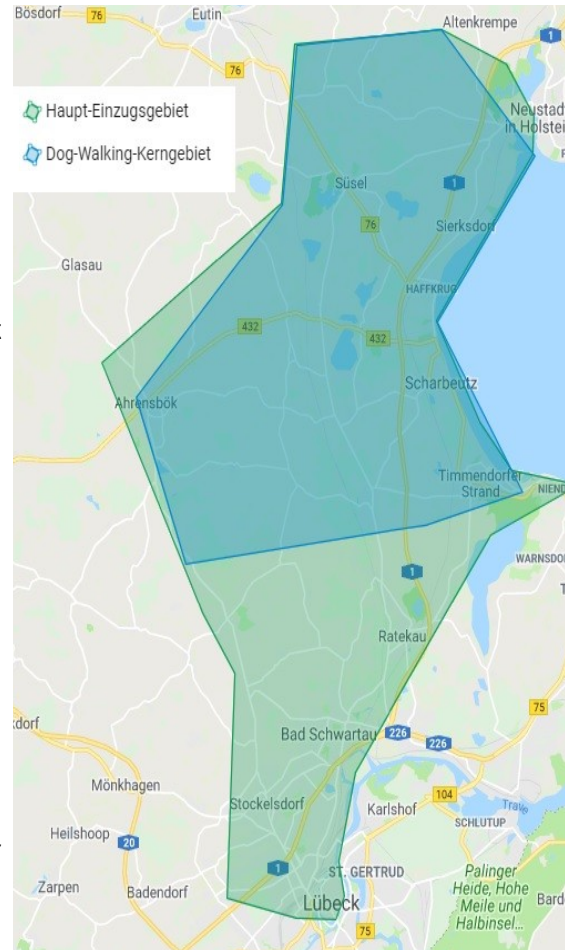 Bösdorf
Eutin
Altenkrempe
76
1
76
Haupt-Einzugsgebiet
Neustadt
in Holstein
Dog-Walking-Kerngebiet
Süsel
1
76
Sierksdorf
Glasau
HAFFKRUG
432
432
Scharbeutz
Ahrensbök
Timmendorfer
Strand
NIEND
WARNSD
1
Ratekau
75
kdorf
Bad Schwartau
226
226
Mönkhagen
104
Stockelsdorf
Karlshof
Trave
SCHLUTUP
Heilshoop
20
1
ST. GERTRUD
Palinger
Heide, Hohe
Meile und
Halbinsel...
Zarpen
Badendorf
Lübeck
Bard
75